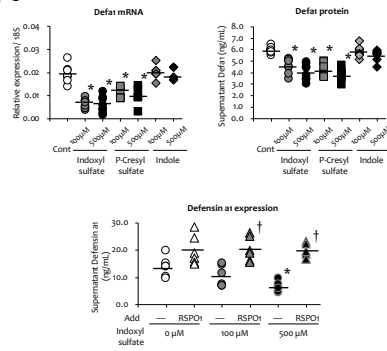 Defa1 mRNA
Relative expression / 18S
0.04
0.03
0.02
0.01
0.00
* * * *
Cont 100μM 500μM 100μM 500μM 100μM 500μM
Indoxyl sulfate P-Cresyl sulfate Indole
Defa1 protein
Supernatant Defa1 (ng/mL)
8.0
7.0
6.0
5.0
4.0
3.0
2.0
1.0
0.0
* * * *
Cont 100μM 500μM 100μM 500μM 100μM 500μM
Indoxyl sulfate P-Cresyl sulfate Indole
Defensin a1 expression
Supernatant Defensin a1 (ng/mL)
30.0
20.0
10.0
0.0
† * †
Add — RSPO1 — RSPO1 — RSPO1
Indoxyl sulfate 0 μM 100 μM 500 μM